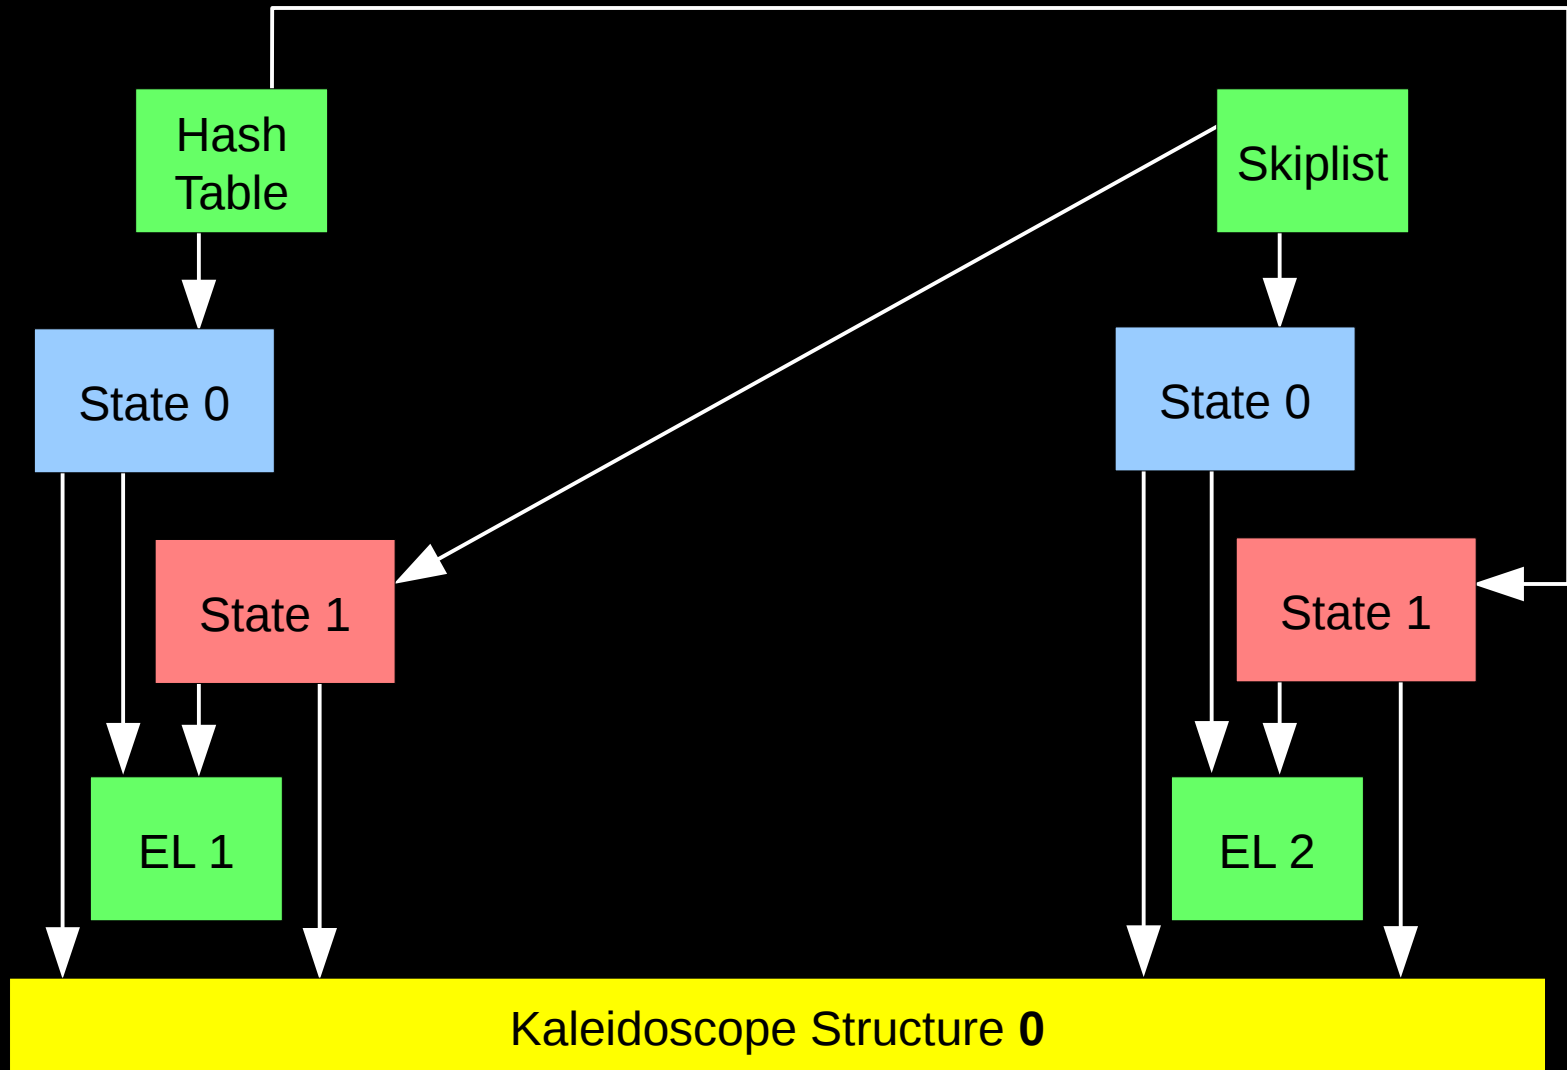 Hash
Table
Skiplist
State 0
State 0
State 1
State 1
EL 1
EL 2
Kaleidoscope Structure 0